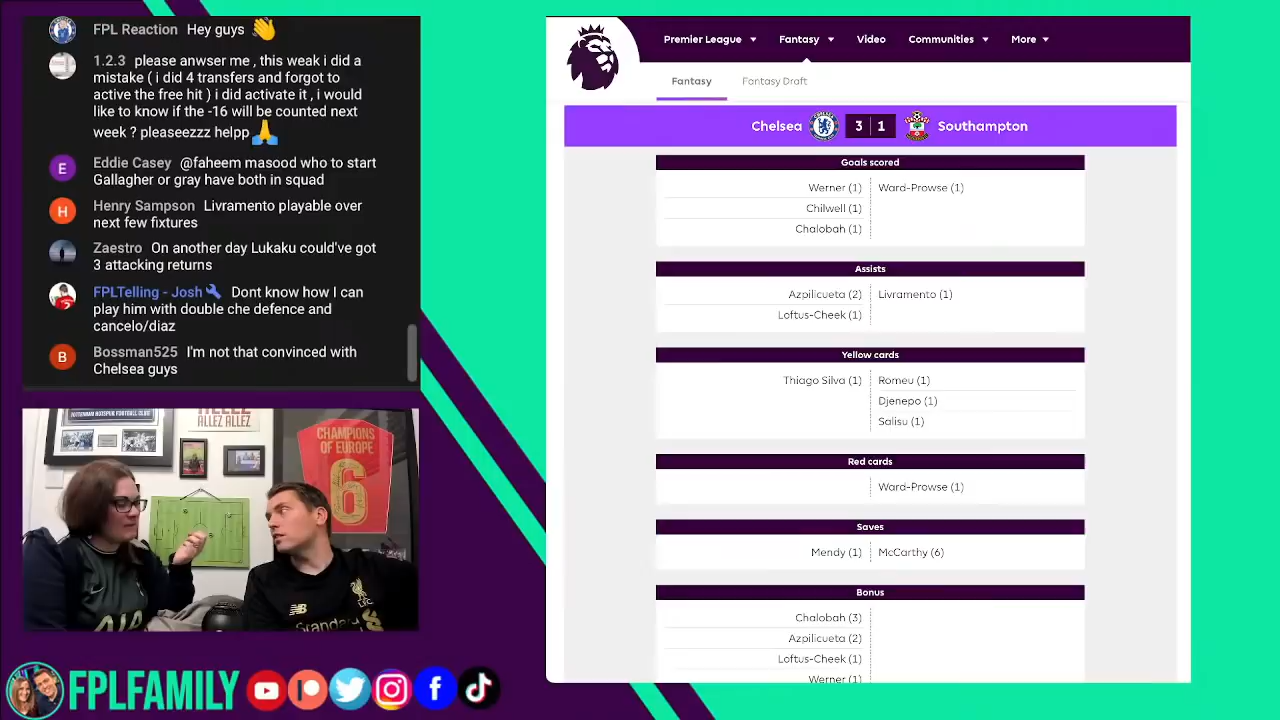 FPL Reaction Hey guys 👋
1.2.3 please anwser me , this weak i did a
mistake ( i did 4 transfers and forgot to
active the free hit ) i did activate it , i would
like to know if the -16 will be counted next
week ? pleaseezzz helpp 🙏
E
Eddie Casey @faheem masood who to start
Gallagher or gray have both in squad
H
Henry Sampson Livramento playable over
next few fixtures
Zaestro On another day Lukaku could've got
3 attacking returns
FPLTelling - Josh Dont know how I can
play him with double che defence and
cancelo/diaz
B
Bossman525 I'm not that convinced with
Chelsea guys
TOTTENHAM HOTSPUR FOOTBALL CLUB
ALLEZ ALLEZ
CHAMPIONS
OF EUROPE
6
AIA
NB
Standard
FPLFAMILY
Premier League
Fantasy
Video
Communities
More
Fantasy
Fantasy Draft
Chelsea 3 | 1 Southampton
Goals scored
Werner (1) Ward-Prowse (1)
Chilwell (1)
Chalobah (1)
Assists
Azpilicueta (2) Livramento (1)
Loftus-Cheek (1)
Yellow cards
Thiago Silva (1) Romeu (1)
Djenepo (1)
Salisu (1)
Red cards
Ward-Prowse (1)
Saves
Mendy (1) McCarthy (6)
Bonus
Chalobah (3)
Azpilicueta (2)
Loftus-Cheek (1)
Werner (1)